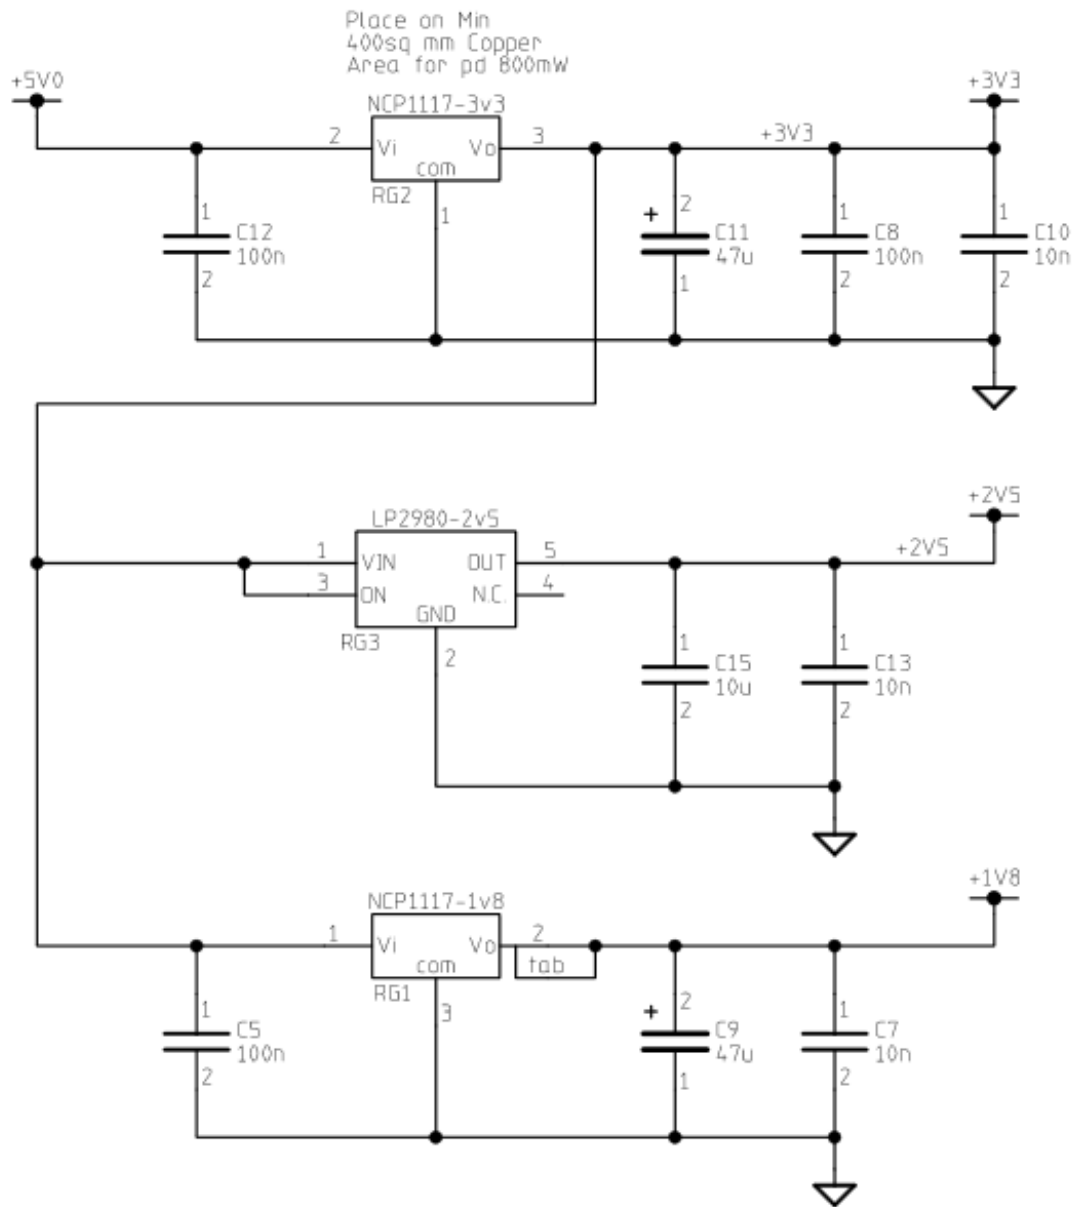 Place on Min
400sq mm Copper
Area for pd 800mW
+5V0
+3V3
NCP1117-3v3
2
Vi
Vo
3
+3V3
com
RG2
1
1
C12
100n
2
+
2
C11
47u
1
1
C8
100n
2
1
C10
10n
2
+2V5
LP2980-2v5
1
VIN
OUT
5
+2V5
3
ON
N.C.
4
GND
RG3
2
1
C15
10u
2
1
C13
10n
2
+1V8
NCP1117-1v8
1
Vi
Vo
2
tab
com
RG1
3
1
C5
100n
2
+
2
C9
47u
1
1
C7
10n
2